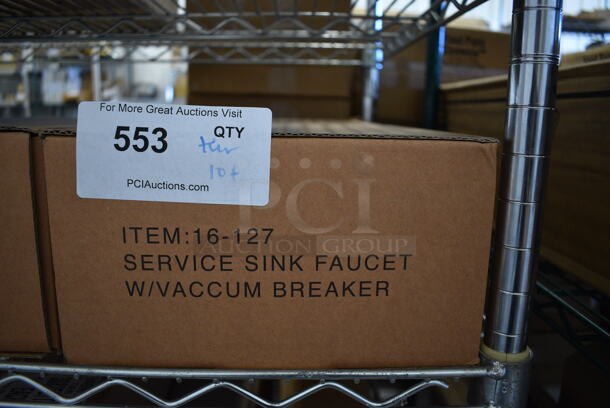 For More Great Auctions Visit
553
QTY
ten
10+
PCIAuctions.com
PCI
AUCTION GROUP
ITEM:16-127
SERVICE SINK FAUCET
W/VACCUM BREAKER